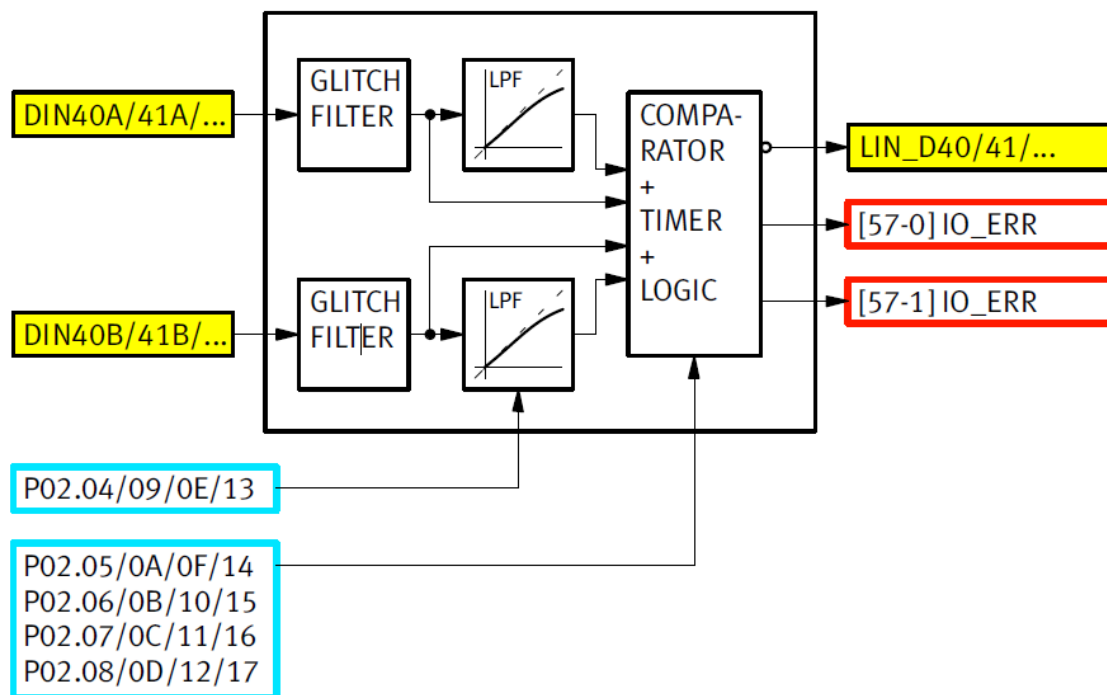 DIN40A/41A/...
GLITCH
FILTER
LPF
COMPA-
RATOR
+
TIMER
+
LOGIC
LIN_D40/41/...
[57-0] IO_ERR
[57-1] IO_ERR
DIN40B/41B/...
GLITCH
FILTER
LPF
P02.04/09/0E/13
P02.05/0A/0F/14
P02.06/0B/10/15
P02.07/0C/11/16
P02.08/0D/12/17